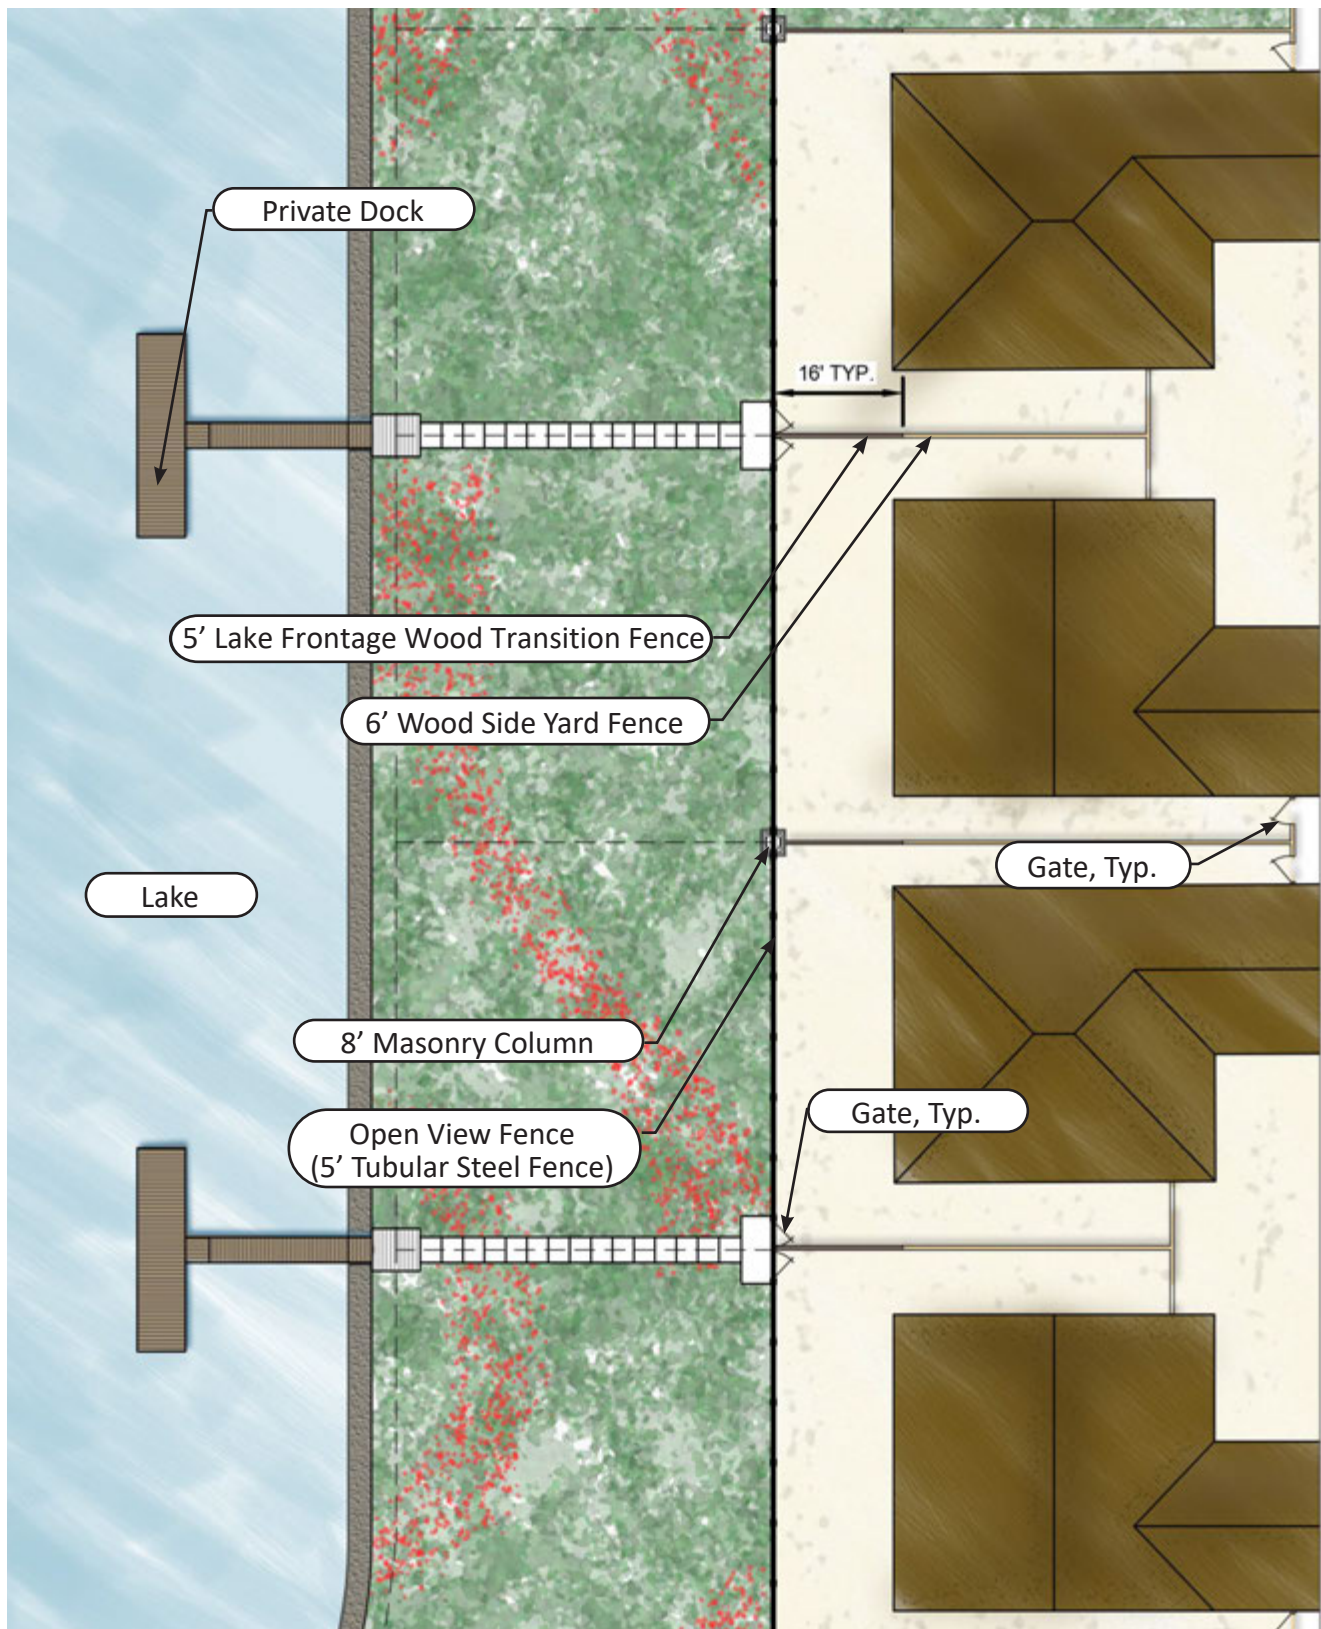 Private Dock
16' TYP.
5’ Lake Frontage Wood Transition Fence
6’ Wood Side Yard Fence
Gate, Typ.
Lake
8’ Masonry Column
Gate, Typ.
Open View Fence
(5’ Tubular Steel Fence)